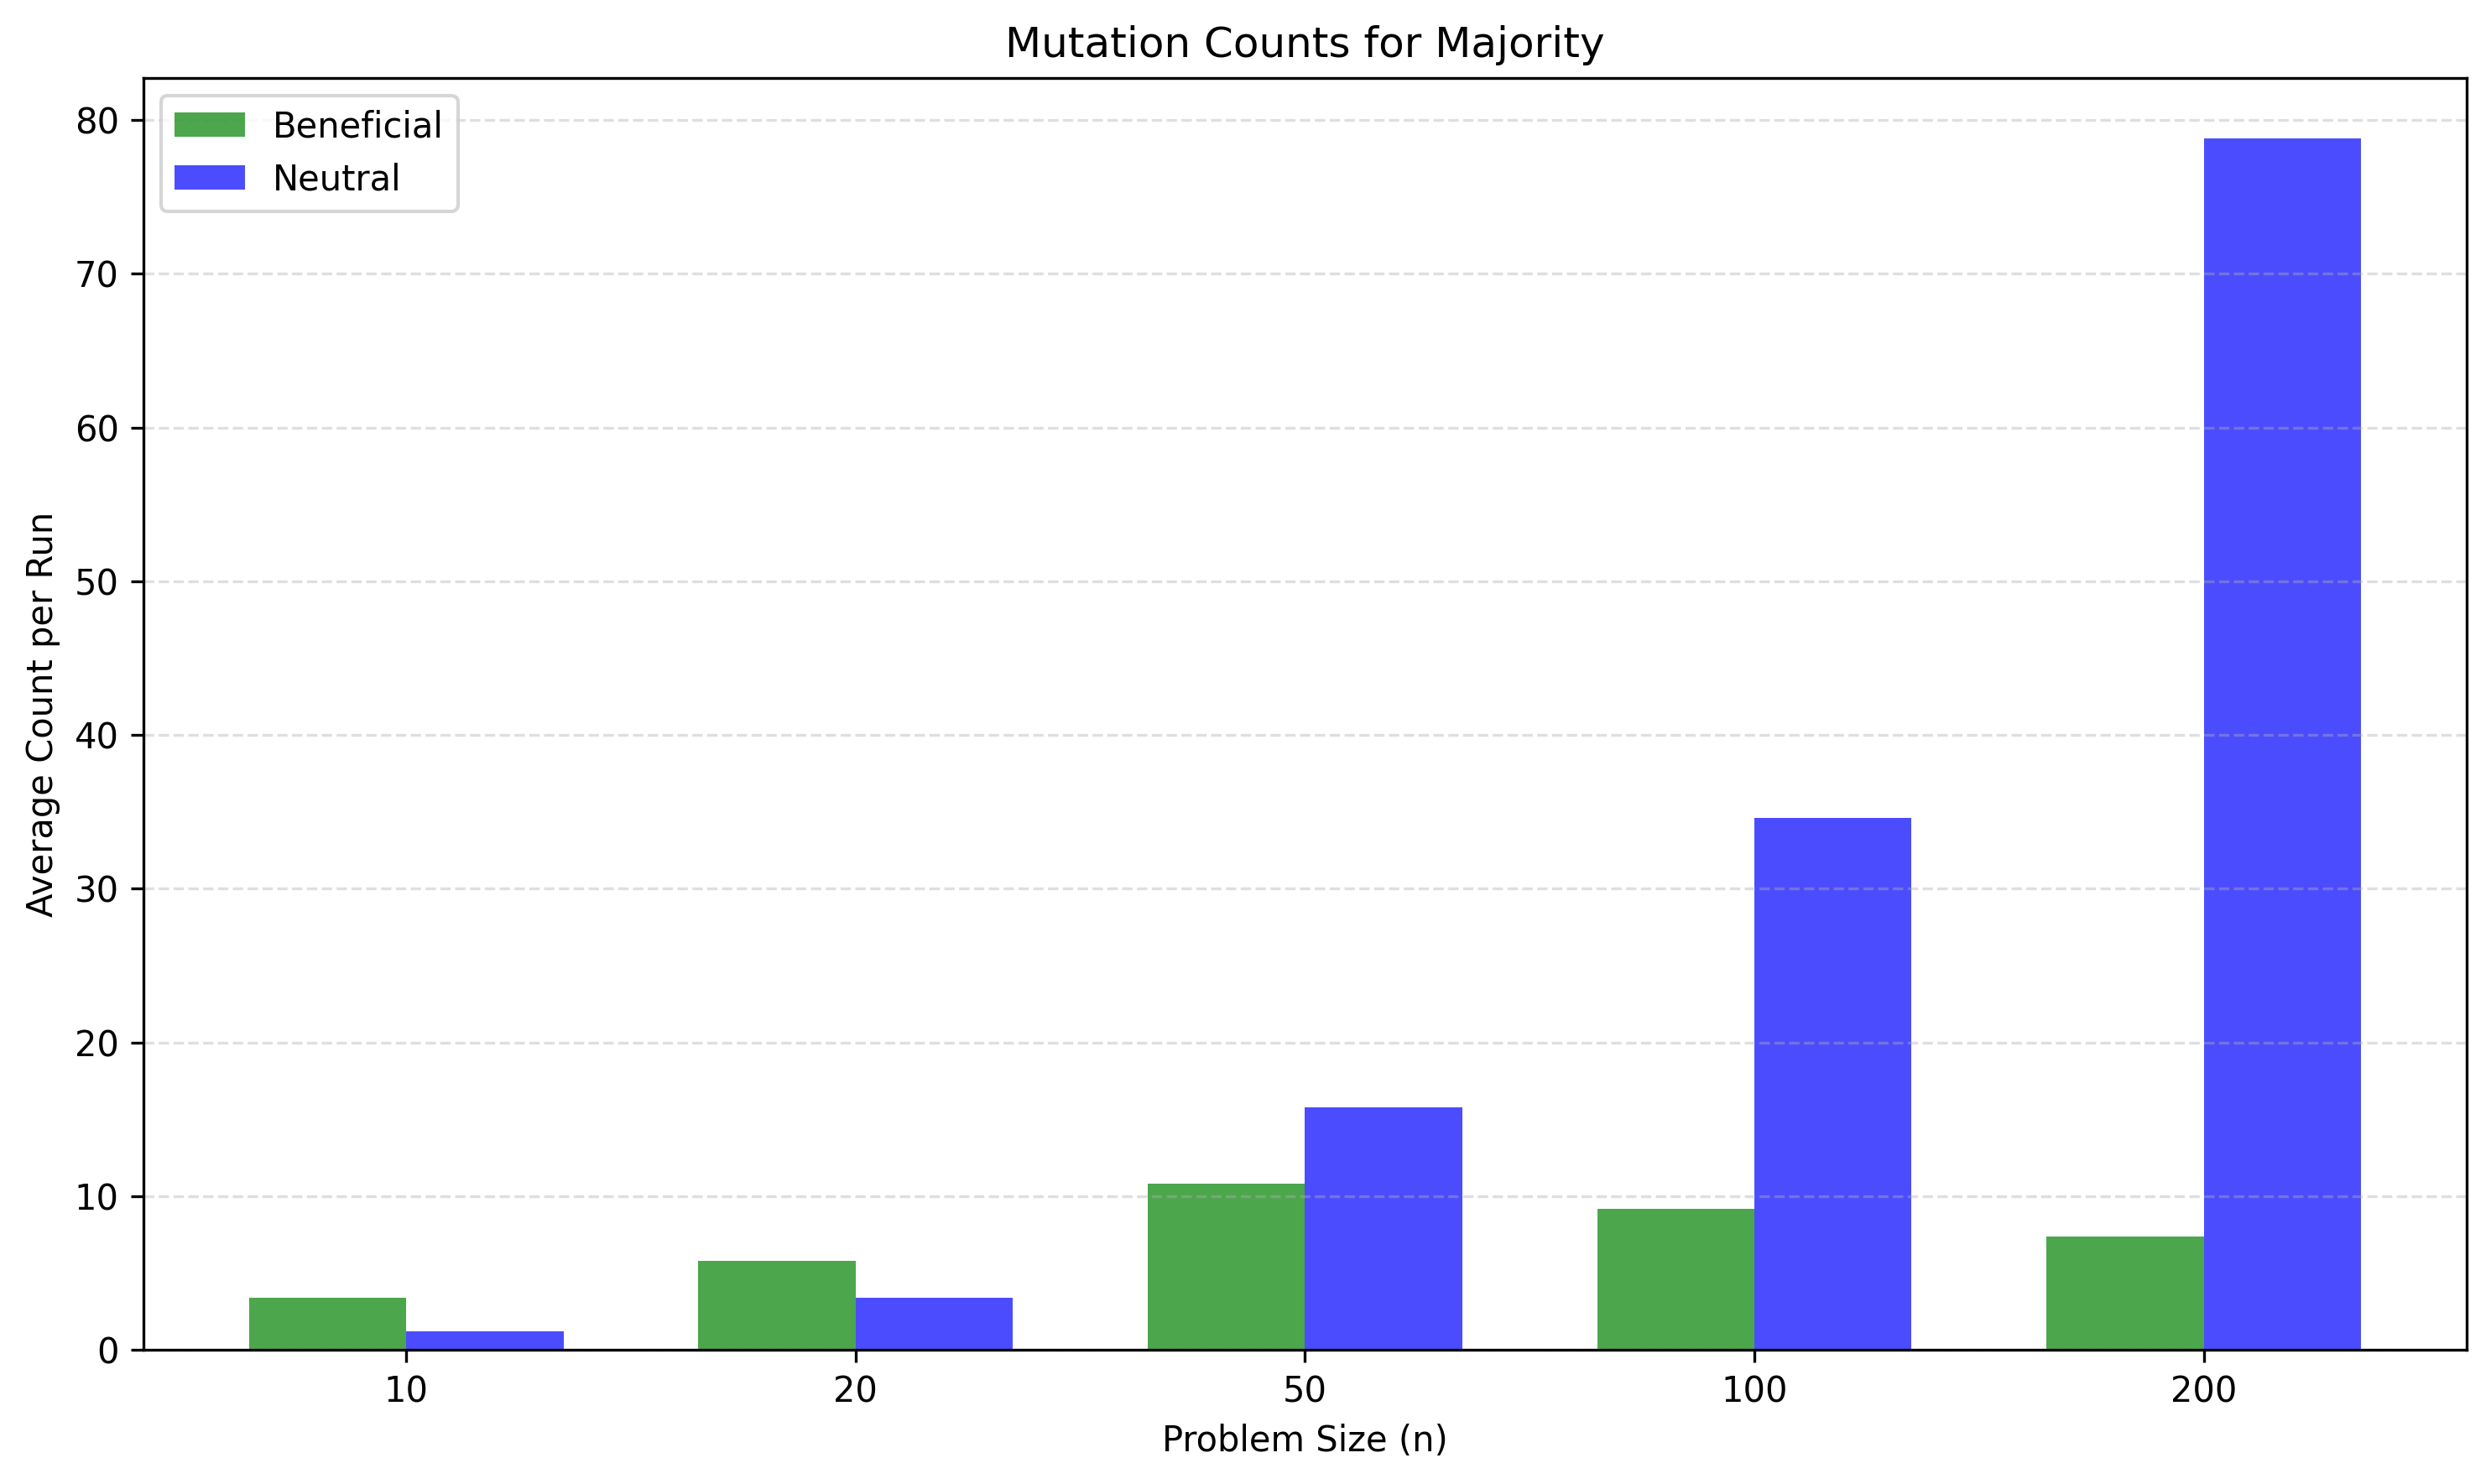 Mutation Counts for Majority
Beneficial
Neutral
80
70
60
50
40
30
20
10
0
Average Count per Run
10 20 50 100 200
Problem Size (n)